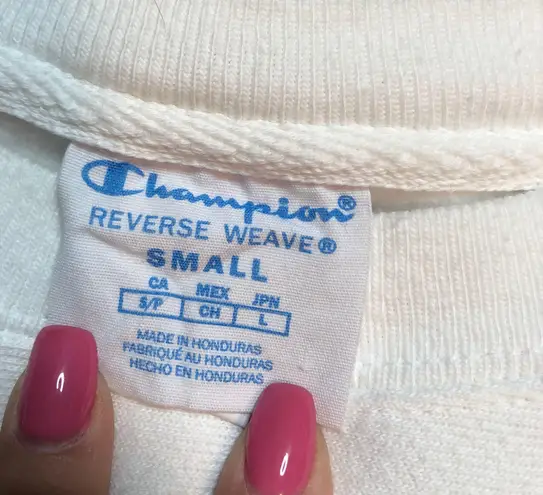 Champion®
REVERSE WEAVE®
SMALL
CA MEX JPN
S/P CH L
MADE IN HONDURAS
FABRIQUÉ AU HONDURAS
HECHO EN HONDURAS